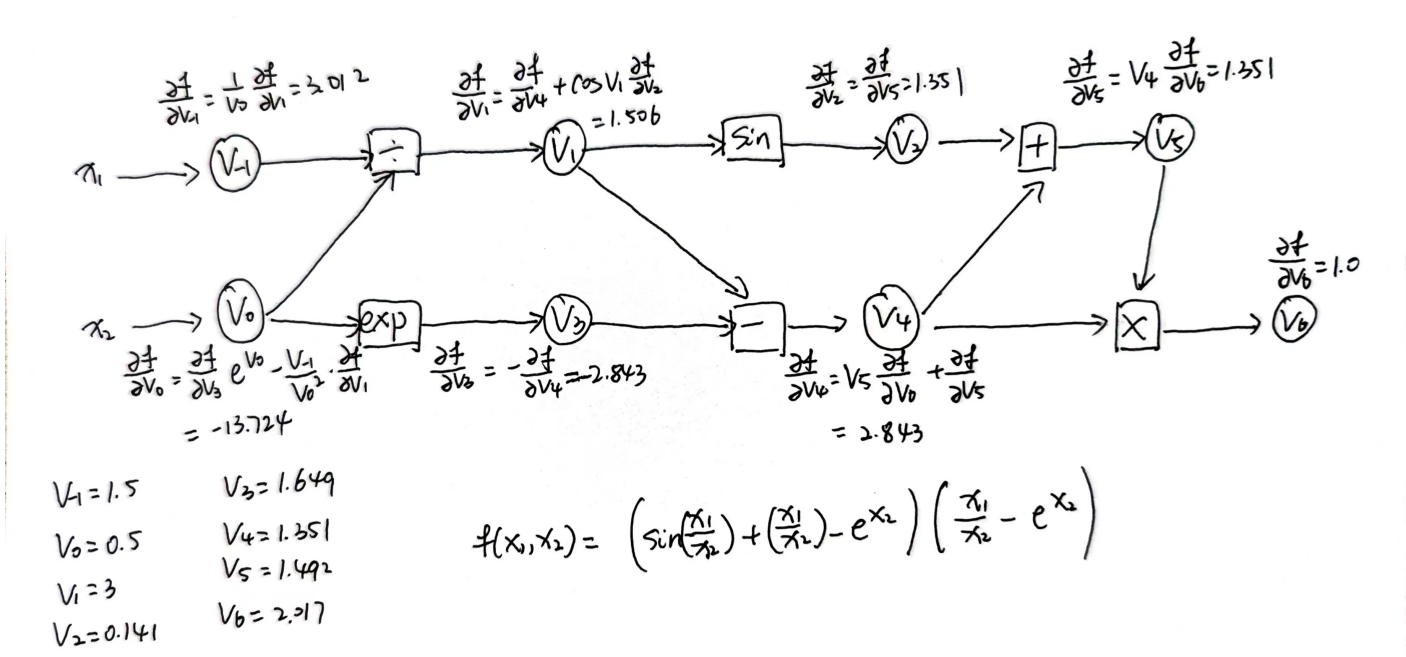 ∂f/∂V₋₁ = 1/V₀ ∂f/∂V₁ = 3.012
∂f/∂V₁ = ∂f/∂V₄ + cos V₁ ∂f/∂V₂
= 1.506
∂f/∂V₂ = ∂f/∂V₅ = 1.351
∂f/∂V₅ = V₄ ∂f/∂V₆ = 1.351
x₁ → V₋₁ → ÷ → V₁ → sin → V₂ → + → V₅
∂f/∂V₆ = 1.0
x₂ → V₀ → exp → V₃ → − → V₄ → × → V₆
∂f/∂V₀ = ∂f/∂V₃ e^V₀ − V₋₁/V₀² · ∂f/∂V₁
= -13.724
∂f/∂V₃ = −∂f/∂V₄ = -2.843
∂f/∂V₄ = V₅ ∂f/∂V₀ + ∂f/∂V₅
= 2.843
V₋₁ = 1.5
V₀ = 0.5
V₁ = 3
V₂ = 0.141
V₃ = 1.649
V₄ = 1.351
V₅ = 1.492
V₆ = 2.017
f(x₁,x₂) = (sin(x₁/x₂) + (x₁/x₂) − e^x₂) (x₁/x₂ − e^x₂)